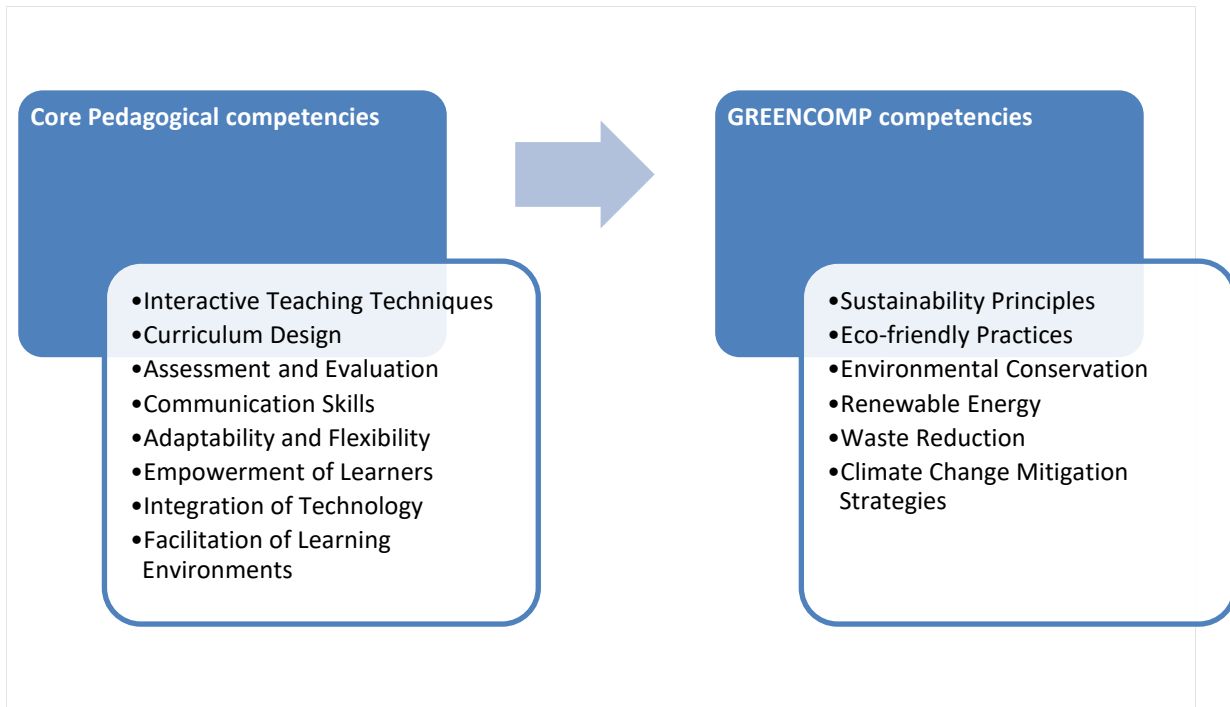 Core Pedagogical competencies
•Interactive Teaching Techniques
•Curriculum Design
•Assessment and Evaluation
•Communication Skills
•Adaptability and Flexibility
•Empowerment of Learners
•Integration of Technology
•Facilitation of Learning
Environments
GREENCOMP competencies
•Sustainability Principles
•Eco-friendly Practices
•Environmental Conservation
•Renewable Energy
•Waste Reduction
•Climate Change Mitigation
Strategies